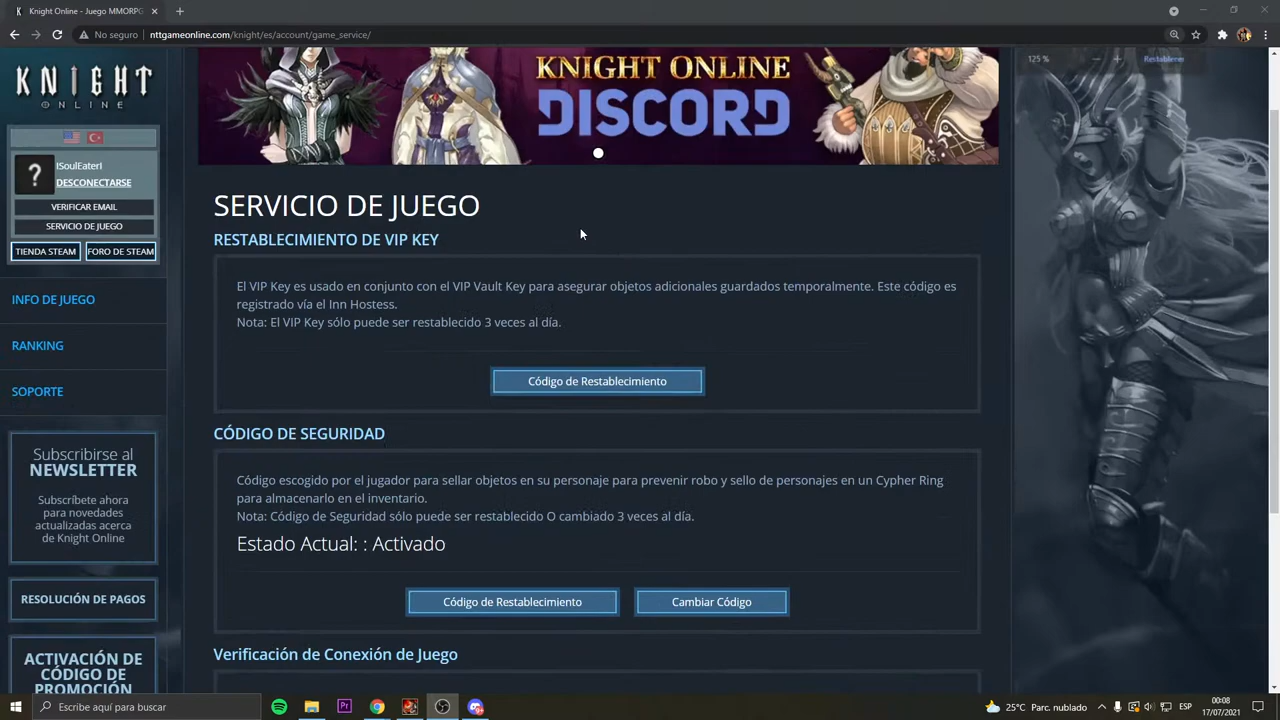 Knight Online - Juego MMORPG
No seguro
nttgameonline.com/knight/es/account/game_service/
125 %
Restablecer
KNIGHT
ONLINE
lSoulEaterl
DESCONECTARSE
VERIFICAR EMAIL
SERVICIO DE JUEGO
TIENDA STEAM
FORO DE STEAM
INFO DE JUEGO
RANKING
SOPORTE
Subscribirse al
NEWSLETTER
Subscríbete ahora
para novedades
actualizadas acerca
de Knight Online
RESOLUCIÓN DE PAGOS
ACTIVACIÓN DE
CÓDIGO DE
PROMOCIÓN
KNIGHT ONLINE
DISCORD
SERVICIO DE JUEGO
RESTABLECIMIENTO DE VIP KEY
El VIP Key es usado en conjunto con el VIP Vault Key para asegurar objetos adicionales guardados temporalmente. Este código es
registrado vía el Inn Hostess.
Nota: El VIP Key sólo puede ser restablecido 3 veces al día.
Código de Restablecimiento
CÓDIGO DE SEGURIDAD
Código escogido por el jugador para sellar objetos en su personaje para prevenir robo y sello de personajes en un Cypher Ring
para almacenarlo en el inventario.
Nota: Código de Seguridad sólo puede ser restablecido O cambiado 3 veces al día.
Estado Actual: : Activado
Código de Restablecimiento
Cambiar Código
Verificación de Conexión de Juego
Escribe aquí para buscar
Pr
25°C Parc. nublado
ESP
00:08
17/07/2021